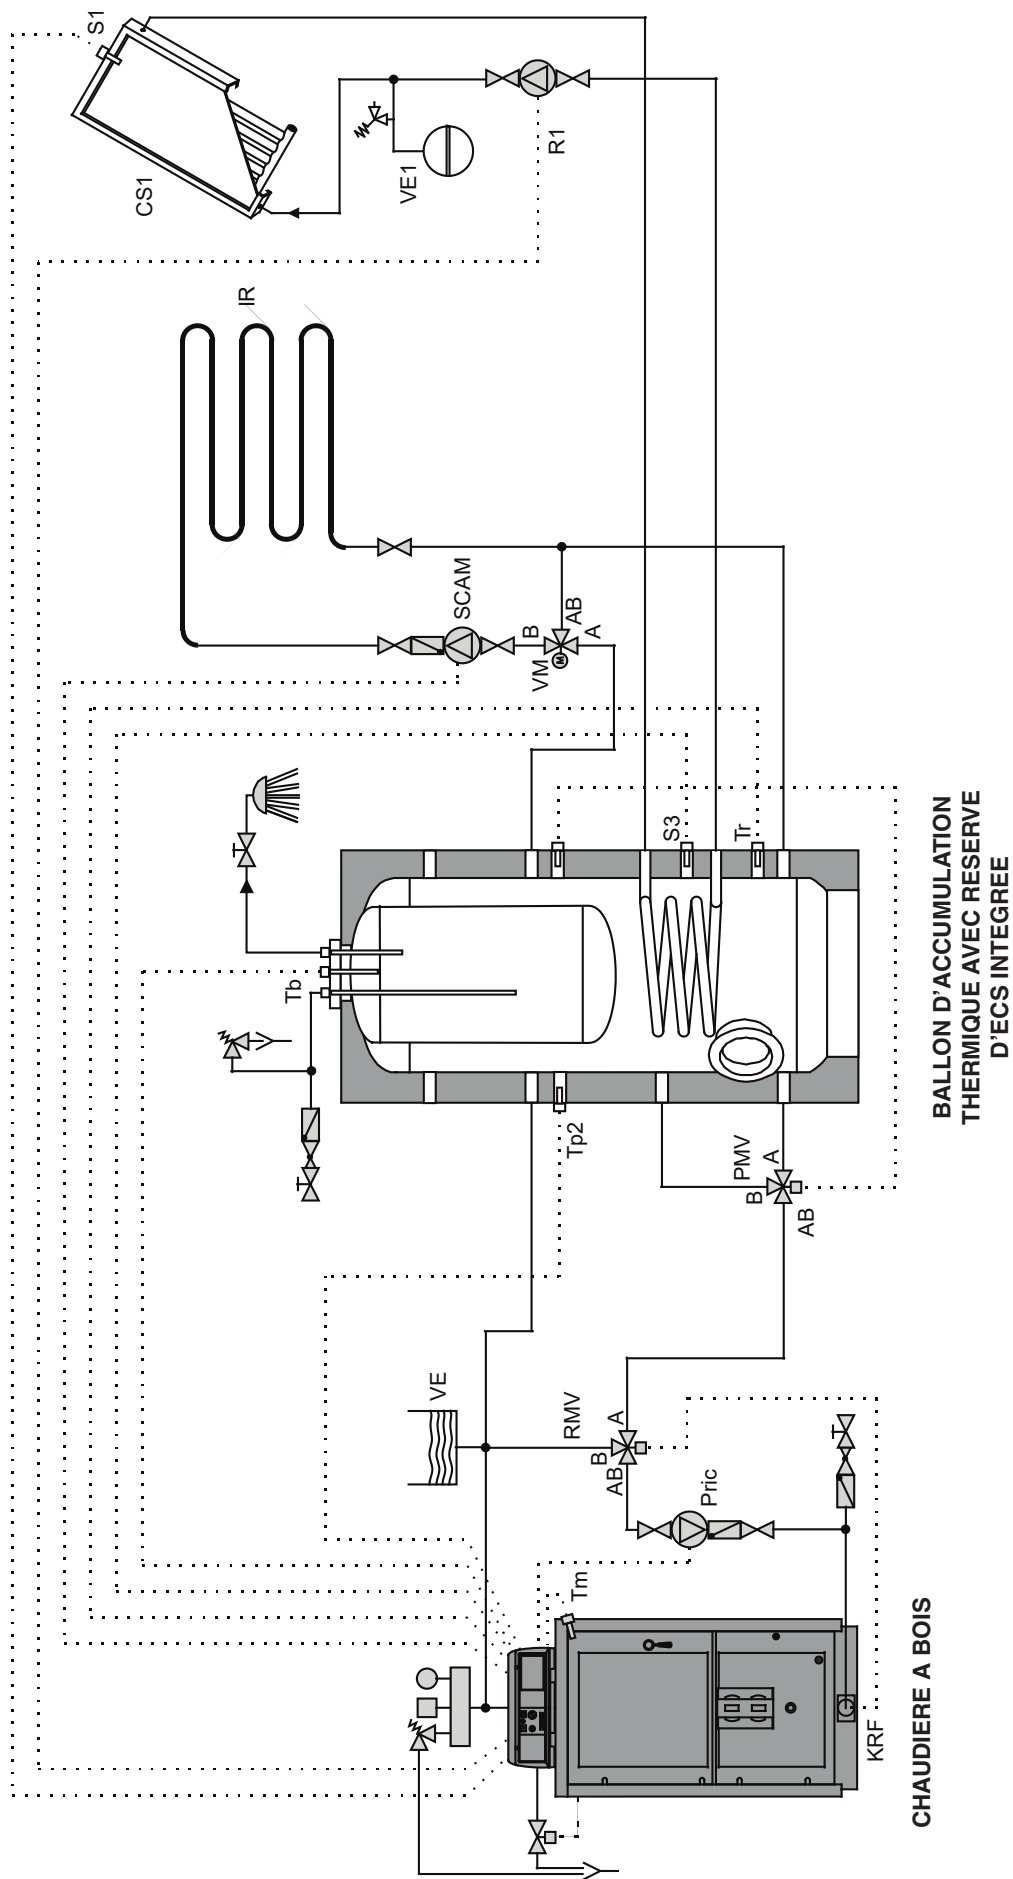 S1
CS1
VE1
R1
IR
SCAM
B
AB
A
VM
S3
Tr
Tb
Tp2
PMV
A
B
AB
BALLON D'ACCUMULATION
THERMIQUE AVEC RESERVE
D'ECS INTEGREE
VE
RMV
A
B
AB
Pric
Tm
KRF
CHAUDIERE A BOIS
M